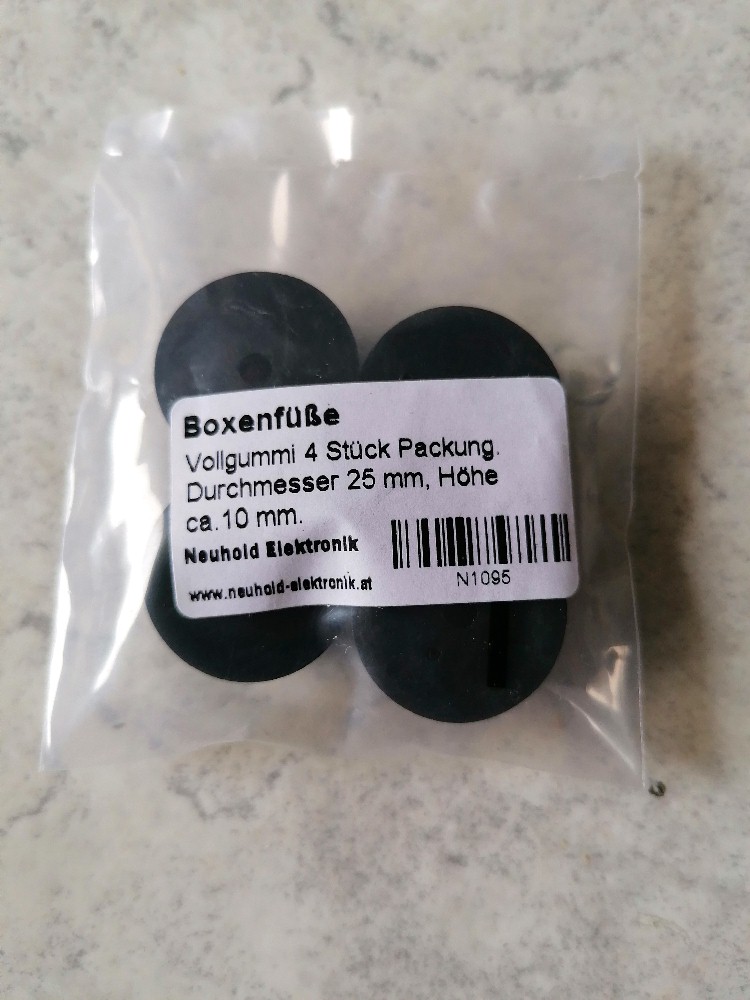 Boxenfüße
Vollgummi 4 Stück Packung.
Durchmesser 25 mm, Höhe
ca.10 mm.
Neuhold Elektronik
www.neuhold-elektronik.at
N1095